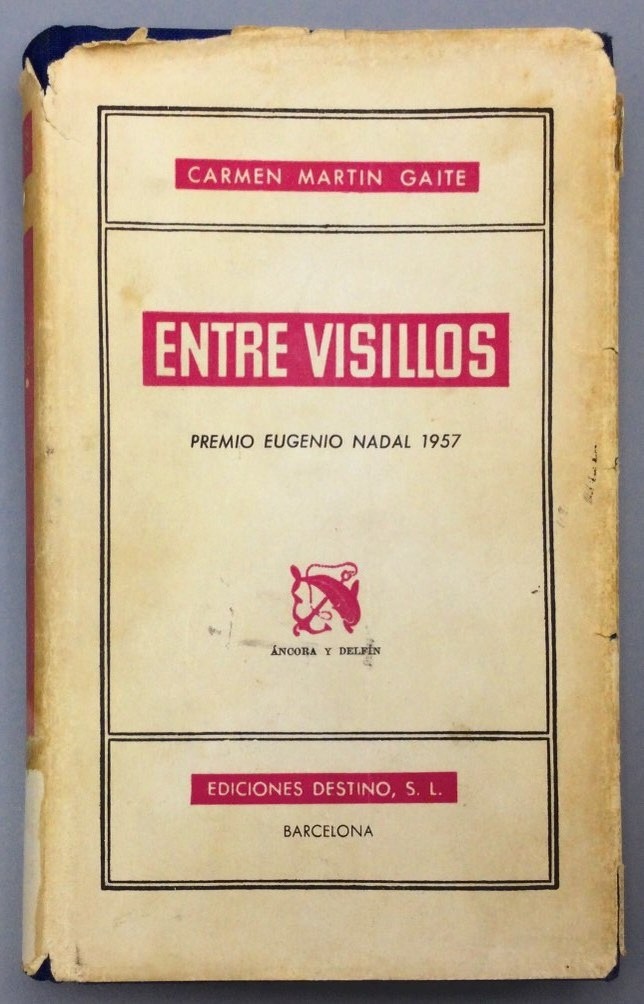 CARMEN MARTIN GAITE
ENTRE VISILLOS
PREMIO EUGENIO NADAL 1957
ÁNCORA Y DELFÍN
EDICIONES DESTINO, S. L.
BARCELONA